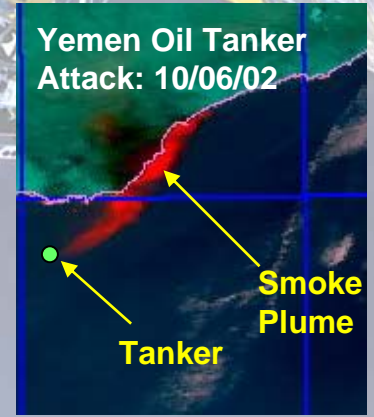 Yemen Oil Tanker
Attack: 10/06/02
Smoke
Plume
Tanker